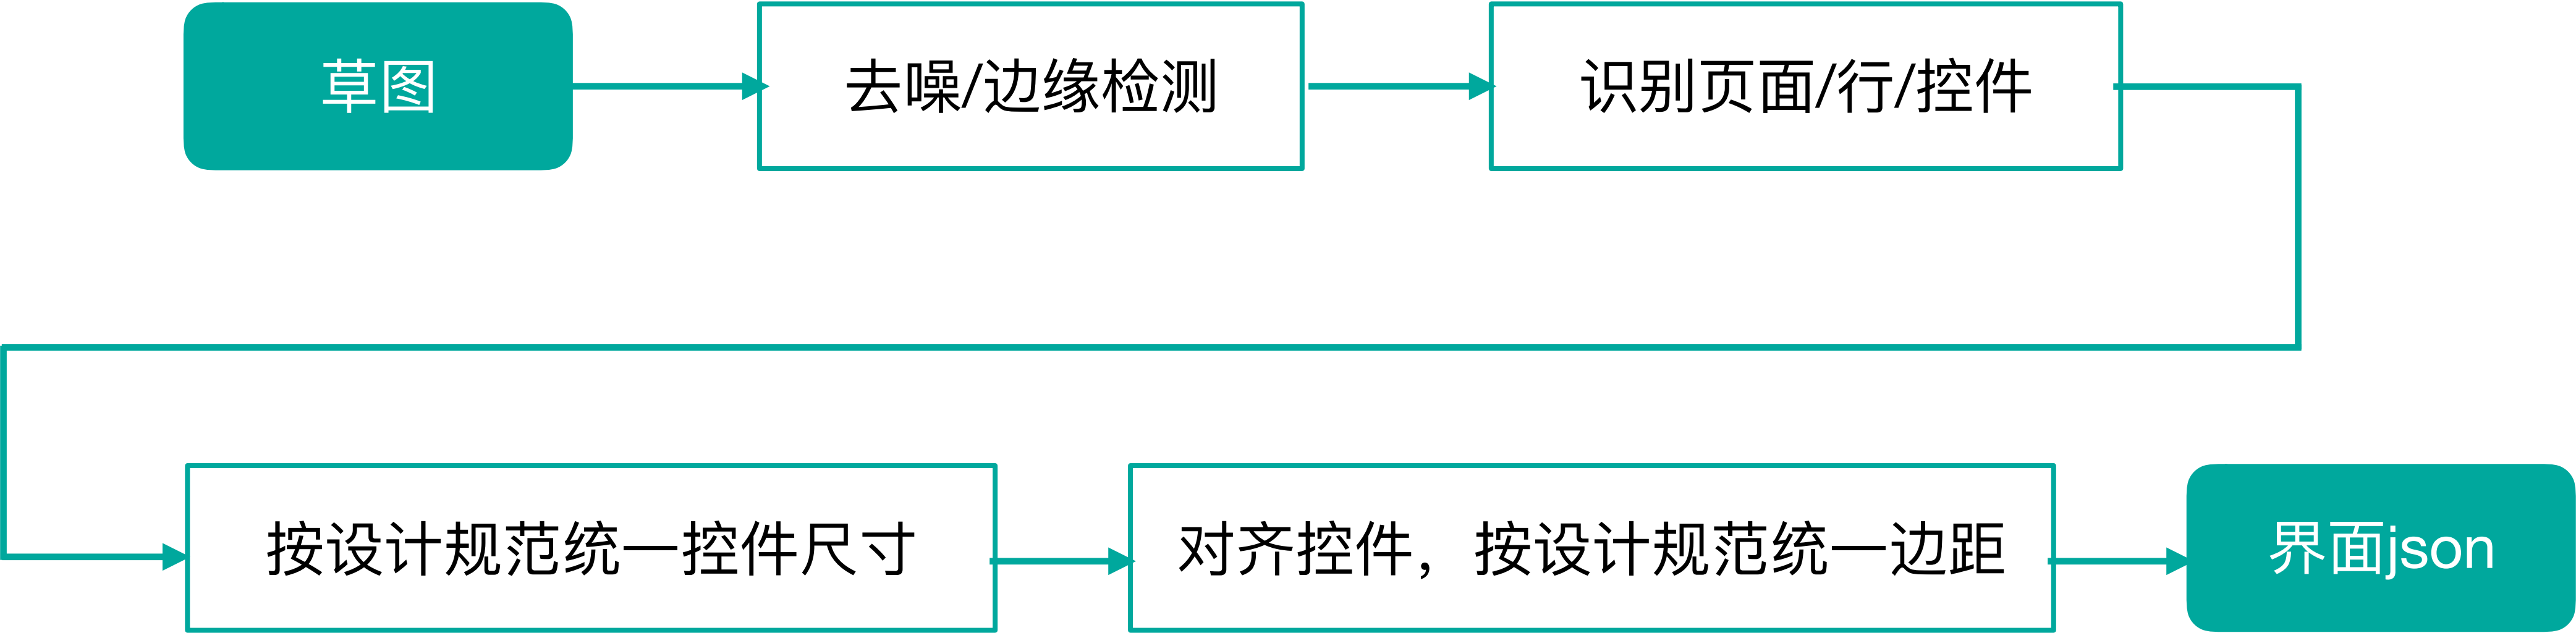 草图
去噪/边缘检测
识别页面/行/控件
按设计规范统一控件尺寸
对齐控件，按设计规范统一边距
界面json